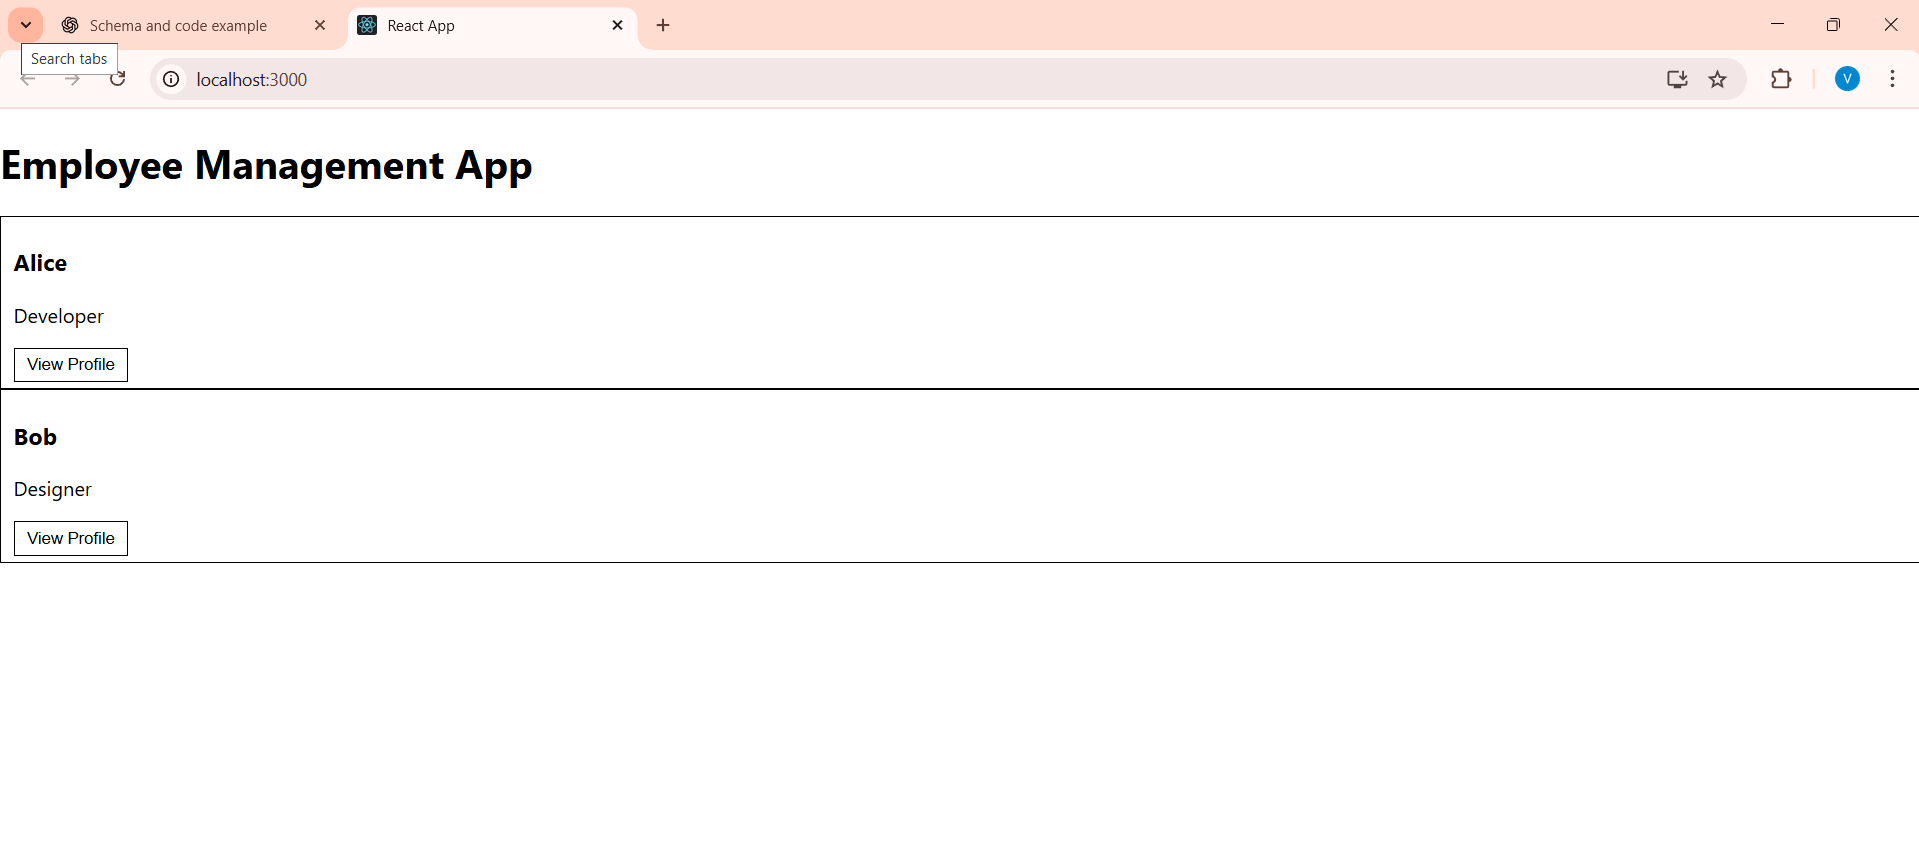 Schema and code example
React App
Search tabs
localhost:3000
V
Employee Management App
Alice
Developer
View Profile
Bob
Designer
View Profile